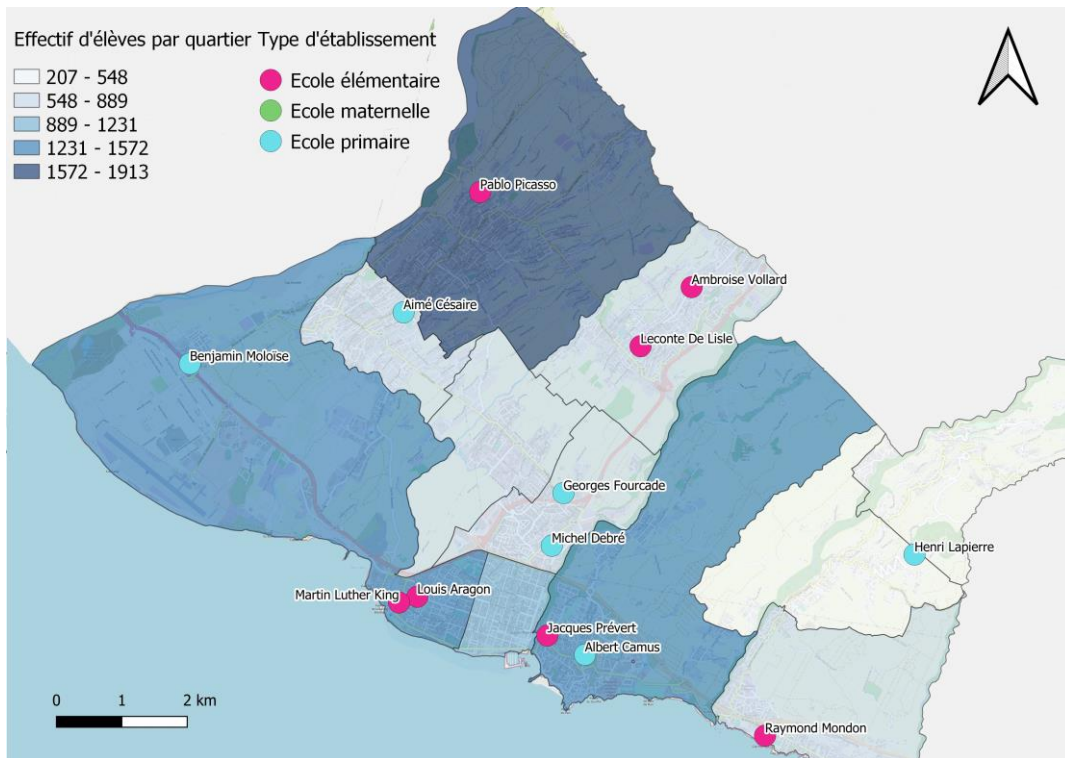 Effectif d'élèves par quartier
207 - 548
548 - 889
889 - 1231
1231 - 1572
1572 - 1913
Type d'établissement
Ecole élémentaire
Ecole maternelle
Ecole primaire
Pablo Picasso
Ambroise Vollard
Aimé Césaire
Leconte De Lisle
Benjamin Moloïse
Georges Fourcade
Michel Debré
Henri Lapierre
Louis Aragon
Martin Luther King
Jacques Prévert
Albert Camus
Raymond Mondon
0 1 2 km